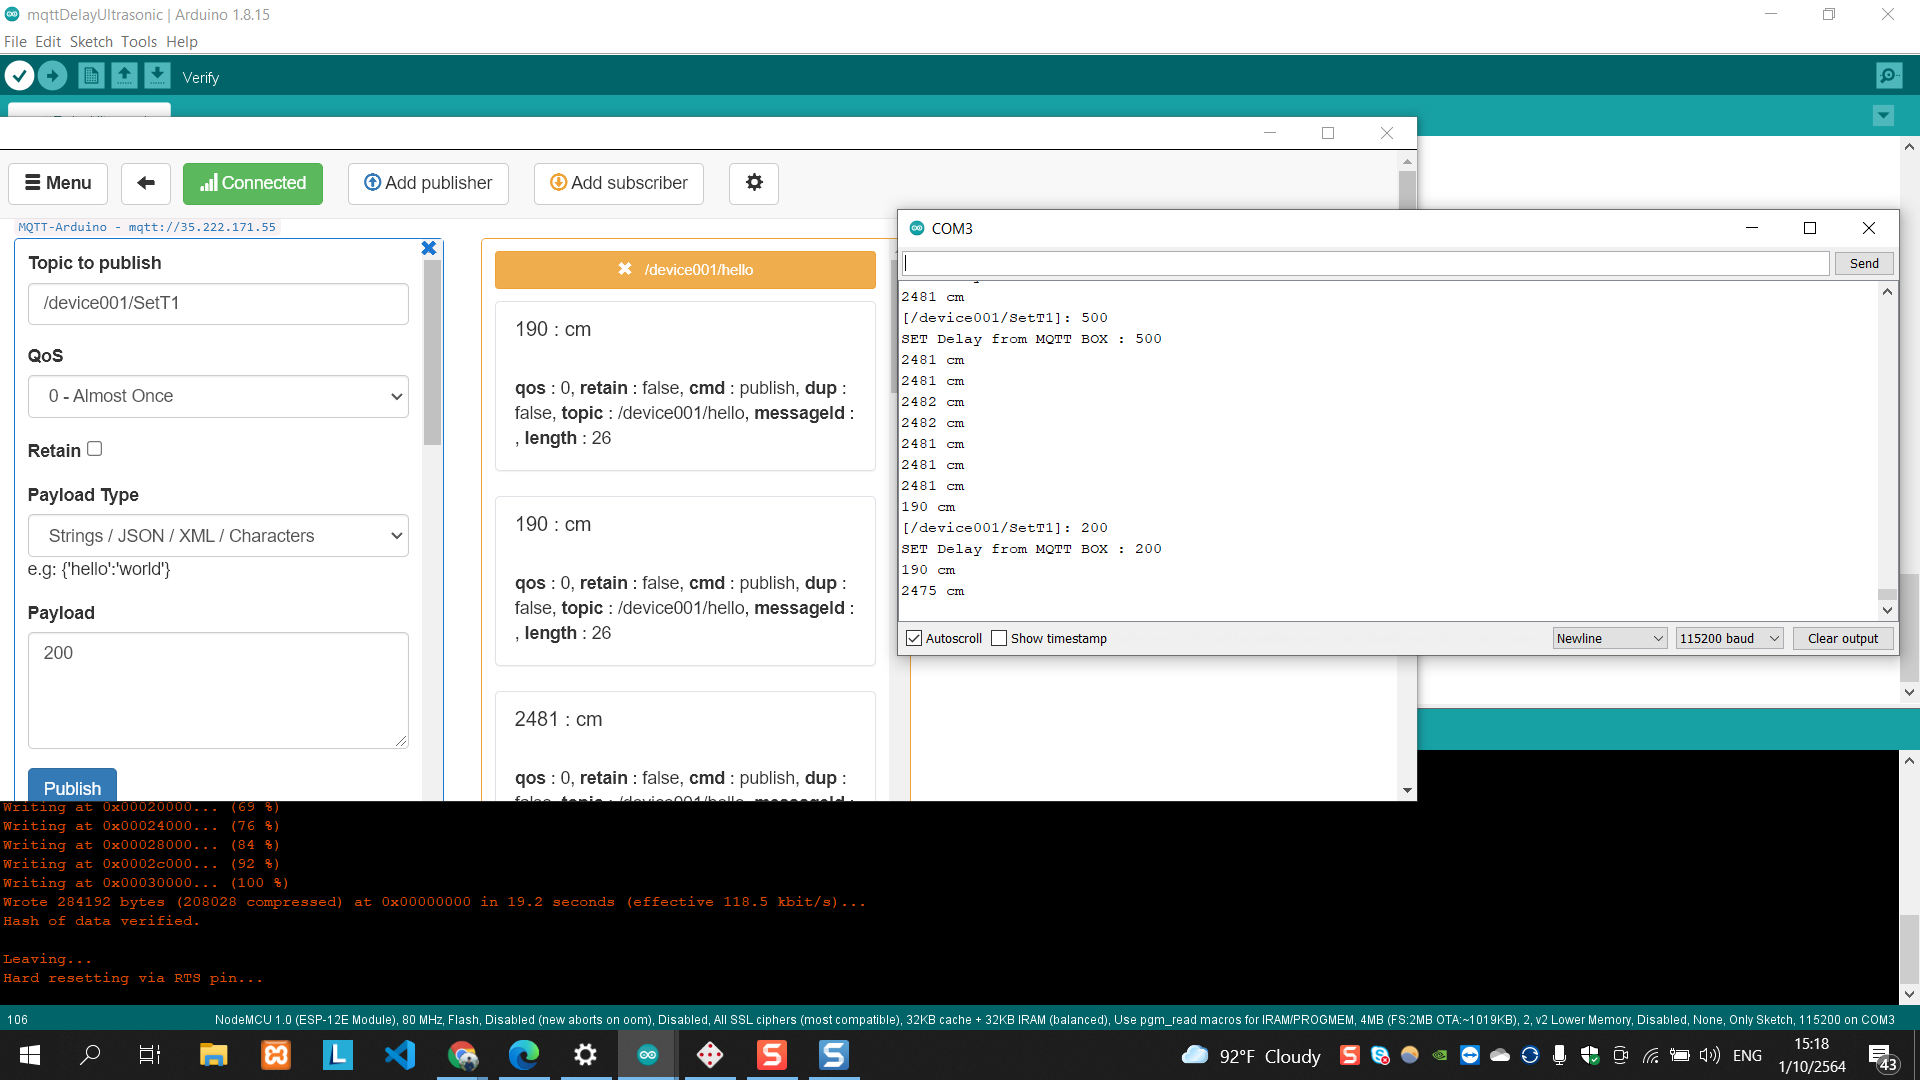 mqttDelayUltrasonic | Arduino 1.8.15
File Edit Sketch Tools Help
Verify
Menu
Connected
Add publisher
Add subscriber
MQTT-Arduino - mqtt://35.222.171.55
Topic to publish
/device001/SetT1
QoS
0 - Almost Once
Retain
Payload Type
Strings / JSON / XML / Characters
e.g: {'hello':'world'}
Payload
200
Publish
/device001/hello
190 : cm
qos : 0, retain : false, cmd : publish, dup :
false, topic : /device001/hello, messageId :
, length : 26
190 : cm
qos : 0, retain : false, cmd : publish, dup :
false, topic : /device001/hello, messageId :
, length : 26
2481 : cm
qos : 0, retain : false, cmd : publish, dup :
false, topic : /device001/hello, messageId :
COM3
Send
2481 cm
[/device001/SetT1]: 500
SET Delay from MQTT BOX : 500
2481 cm
2481 cm
2482 cm
2482 cm
2481 cm
2481 cm
2481 cm
190 cm
[/device001/SetT1]: 200
SET Delay from MQTT BOX : 200
190 cm
2475 cm
Autoscroll
Show timestamp
Newline
115200 baud
Clear output
Writing at 0x00020000... (69 %)
Writing at 0x00024000... (76 %)
Writing at 0x00028000... (84 %)
Writing at 0x0002c000... (92 %)
Writing at 0x00030000... (100 %)
Wrote 284192 bytes (208028 compressed) at 0x00000000 in 19.2 seconds (effective 118.5 kbit/s)...
Hash of data verified.
Leaving...
Hard resetting via RTS pin...
106
NodeMCU 1.0 (ESP-12E Module), 80 MHz, Flash, Disabled (new aborts on oom), Disabled, All SSL ciphers (most compatible), 32KB cache + 32KB IRAM (balanced), Use pgm_read macros for IRAM/PROGMEM, 4MB (FS:2MB OTA:~1019KB), 2, v2 Lower Memory, Disabled, None, Only Sketch, 115200 on COM3
92°F Cloudy
ENG
15:18
1/10/2564
43